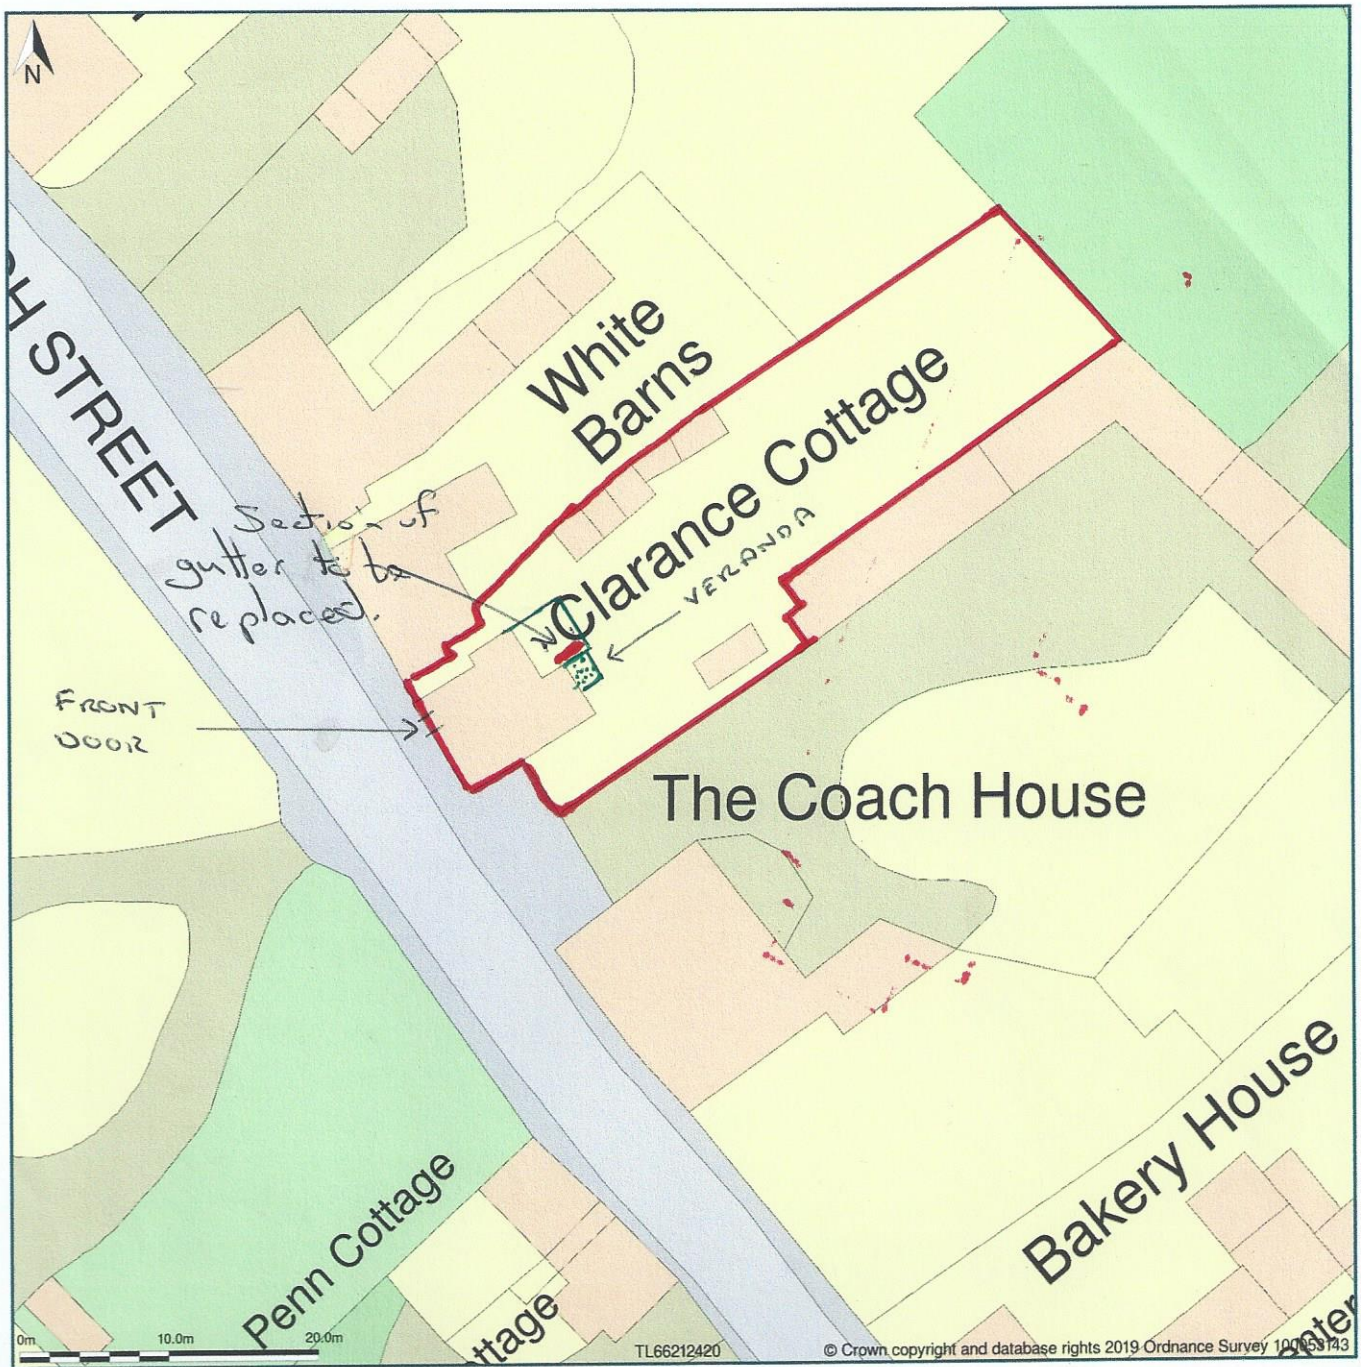 N
H STREET
White
Barns
Clarance Cottage
Section of
gutter to be
replaced.
VERANDA
FRONT
DOOR
The Coach House
Bakery House
Penn Cottage
ttage
0m 10.0m 20.0m
TL66212420
© Crown copyright and database rights 2019 Ordnance Survey 100053143